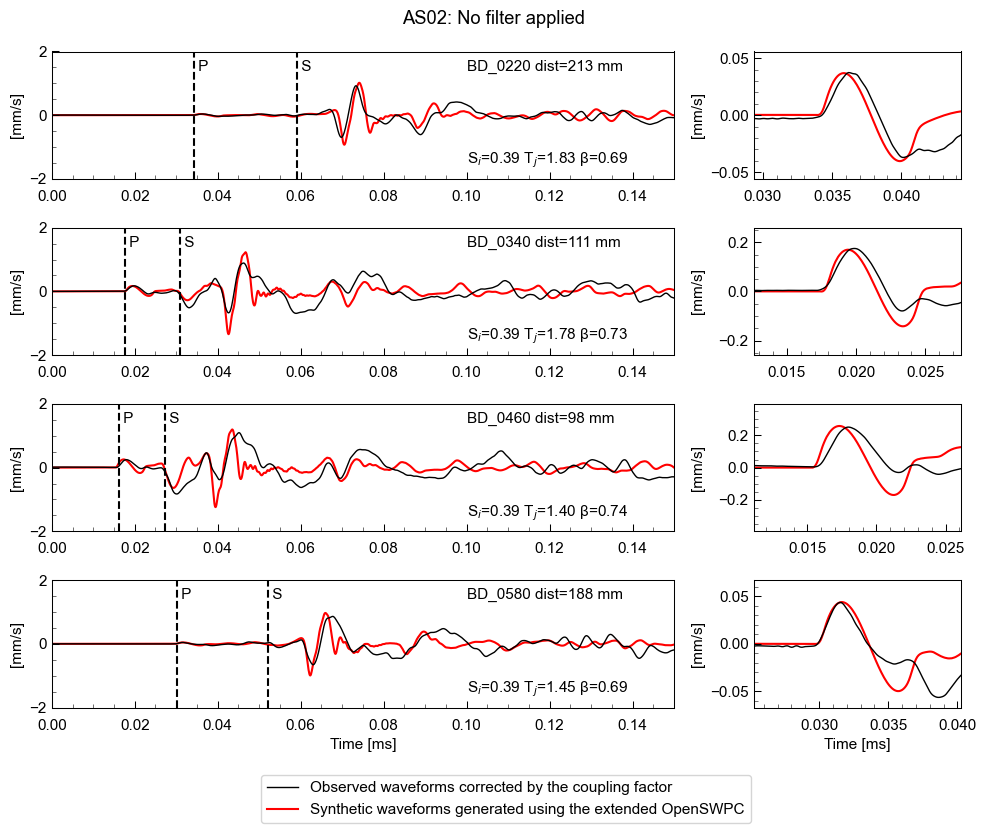 AS02: No filter applied
2
0
−2
[mm/s]
P
S
BD_0220 dist=213 mm
Si=0.39 Tj=1.83 β=0.69
0.00 0.02 0.04 0.06 0.08 0.10 0.12 0.14
0.05
0.00
−0.05
[mm/s]
0.030 0.035 0.040
2
0
−2
[mm/s]
P
S
BD_0340 dist=111 mm
Si=0.39 Tj=1.78 β=0.73
0.00 0.02 0.04 0.06 0.08 0.10 0.12 0.14
0.2
0.0
−0.2
[mm/s]
0.015 0.020 0.025
2
0
−2
[mm/s]
P
S
BD_0460 dist=98 mm
Si=0.39 Tj=1.40 β=0.74
0.00 0.02 0.04 0.06 0.08 0.10 0.12 0.14
0.2
0.0
−0.2
[mm/s]
0.015 0.020 0.025
2
0
−2
[mm/s]
P
S
BD_0580 dist=188 mm
Si=0.39 Tj=1.45 β=0.69
0.00 0.02 0.04 0.06 0.08 0.10 0.12 0.14
Time [ms]
0.05
0.00
−0.05
[mm/s]
0.030 0.035 0.040
Time [ms]
Observed waveforms corrected by the coupling factor
Synthetic waveforms generated using the extended OpenSWPC